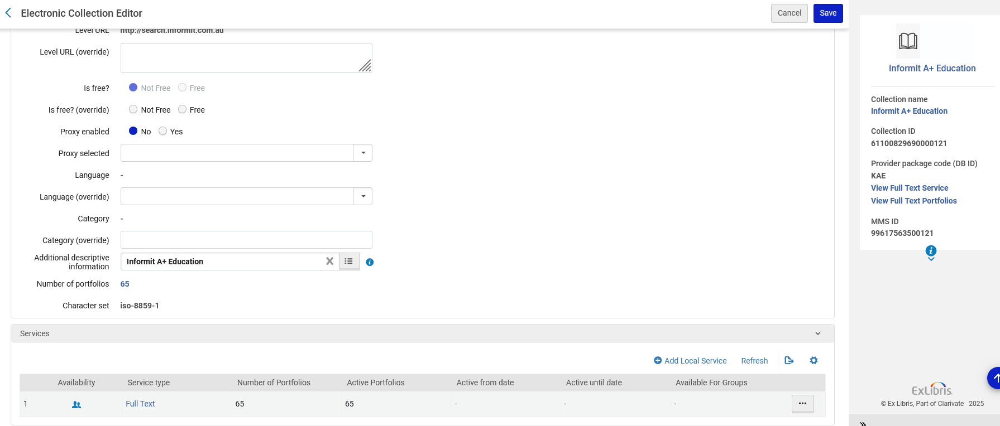 Electronic Collection Editor
Cancel
Save
Level URL http://search.informit.com.au
Level URL (override)
Is free? Not Free Free
Is free? (override) Not Free Free
Proxy enabled No Yes
Proxy selected
Language -
Language (override)
Category -
Category (override)
Additional descriptive
information
Informit A+ Education
Number of portfolios 65
Character set iso-8859-1
Services
Add Local Service Refresh
Availability Service type Number of Portfolios Active Portfolios Active from date Active until date Available For Groups
1 Full Text 65 65 - - -
Informit A+ Education
Collection name
Informit A+ Education
Collection ID
61100829690000121
Provider package code (DB ID)
KAE
View Full Text Service
View Full Text Portfolios
MMS ID
99617563500121
ExLibris
© Ex Libris, Part of Clarivate 2025